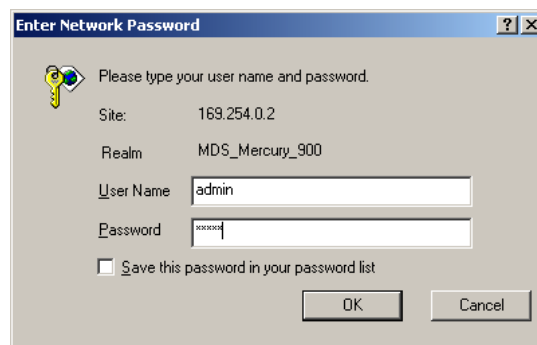 Enter Network Password
Please type your user name and password.
Site: 169.254.0.2
Realm MDS_Mercury_900
User Name admin
Password xxxxx
Save this password in your password list
OK Cancel